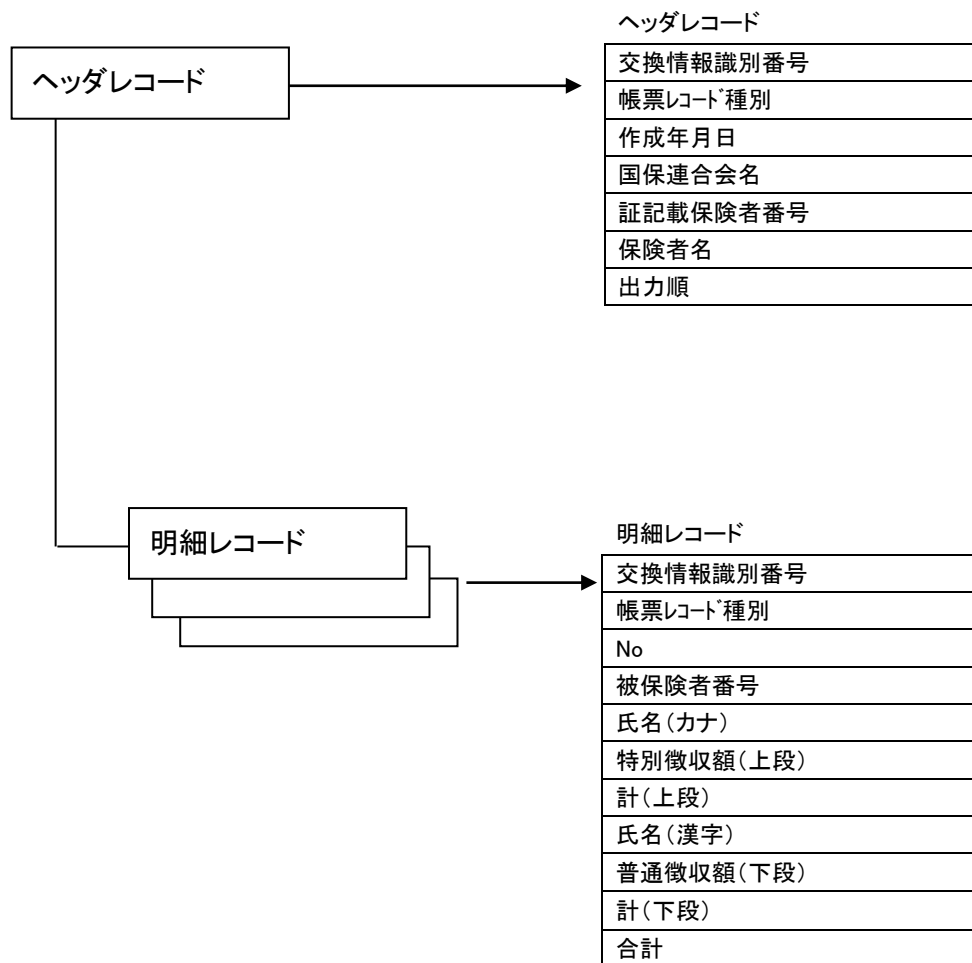 ヘッダレコード
ヘッダレコード
交換情報識別番号
帳票ﾚｺｰﾄﾞ種別
作成年月日
国保連合会名
証記載保険者番号
保険者名
出力順
明細レコード
明細レコード
交換情報識別番号
帳票ﾚｺｰﾄﾞ種別
No
被保険者番号
氏名(カナ)
特別徴収額(上段)
計(上段)
氏名(漢字)
普通徴収額(下段)
計(下段)
合計